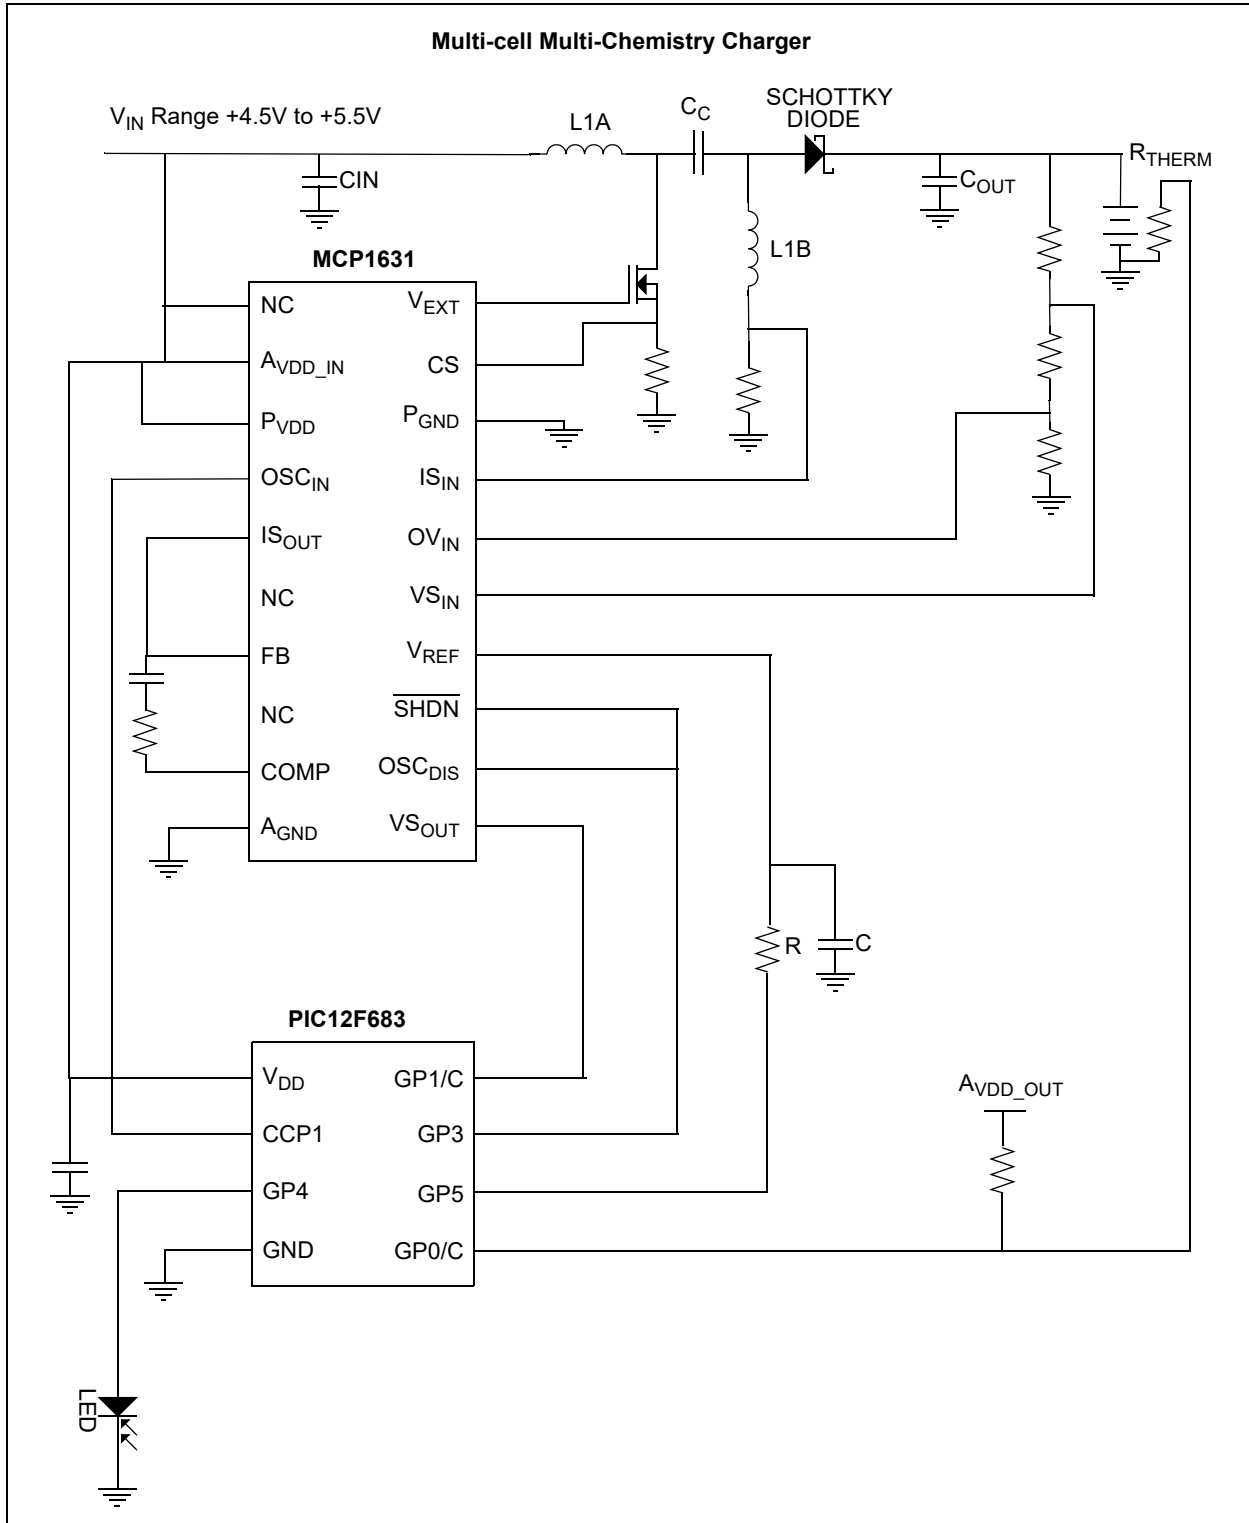 Multi-cell Multi-Chemistry Charger
VIN Range +4.5V to +5.5V
L1A
CC
SCHOTTKY
DIODE
RTHERM
CIN
COUT
L1B
MCP1631
NC
VEXT
AVDD_IN
CS
PVDD
PGND
OSCIN
ISIN
ISOUT
OVIN
NC
VSIN
FB
VREF
NC
SHDN
COMP
OSCDIS
AGND
VSOUT
R
C
PIC12F683
VDD
GP1/C
AVDD_OUT
CCP1
GP3
GP4
GP5
GND
GP0/C
LED